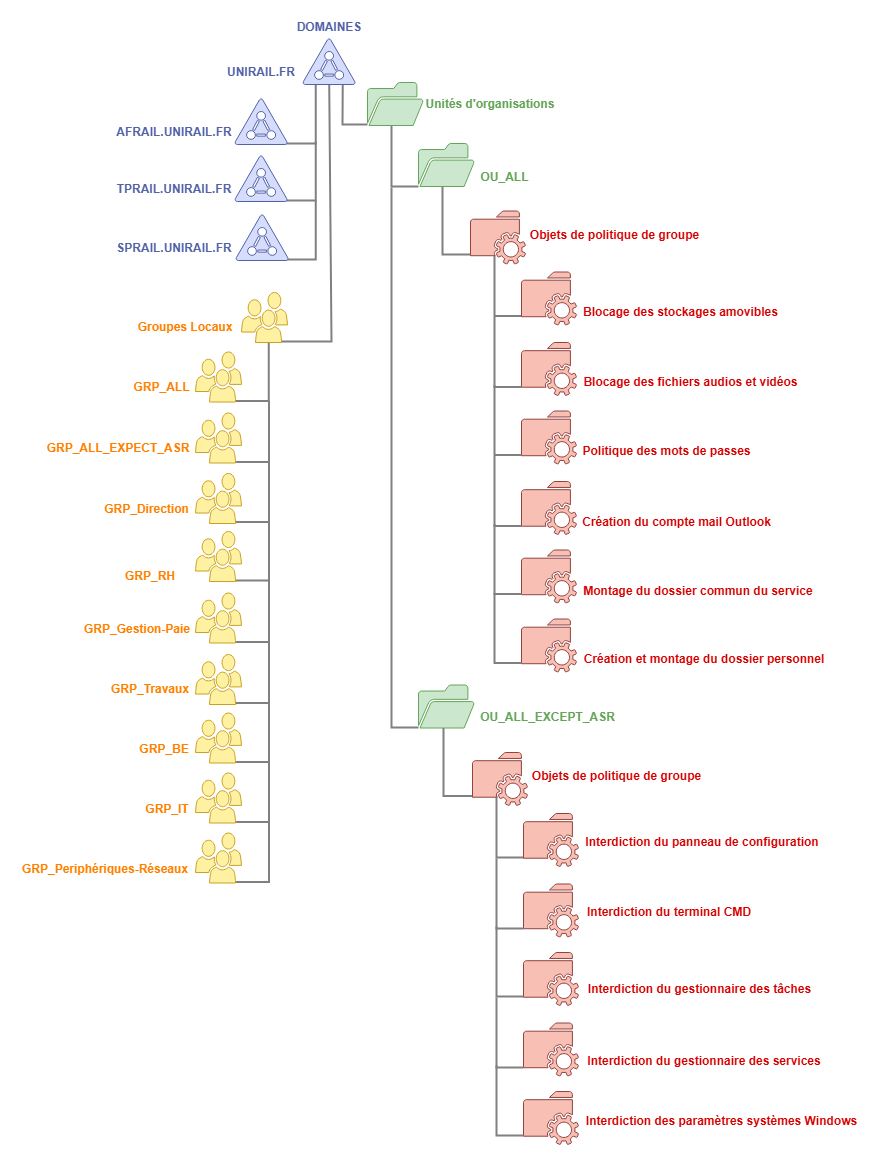 DOMAINES
UNIRAIL.FR
Unités d'organisations
AFRAIL.UNIRAIL.FR
OU_ALL
TPRAIL.UNIRAIL.FR
Objets de politique de groupe
SPRAIL.UNIRAIL.FR
Blocage des stockages amovibles
Groupes Locaux
Blocage des fichiers audios et vidéos
GRP_ALL
GRP_ALL_EXPECT_ASR
Politique des mots de passes
GRP_Direction
Création du compte mail Outlook
GRP_RH
Montage du dossier commun du service
GRP_Gestion-Paie
Création et montage du dossier personnel
GRP_Travaux
OU_ALL_EXCEPT_ASR
GRP_BE
Objets de politique de groupe
GRP_IT
Interdiction du panneau de configuration
GRP_Periphériques-Réseaux
Interdiction du terminal CMD
Interdiction du gestionnaire des tâches
Interdiction du gestionnaire des services
Interdiction des paramètres systèmes Windows